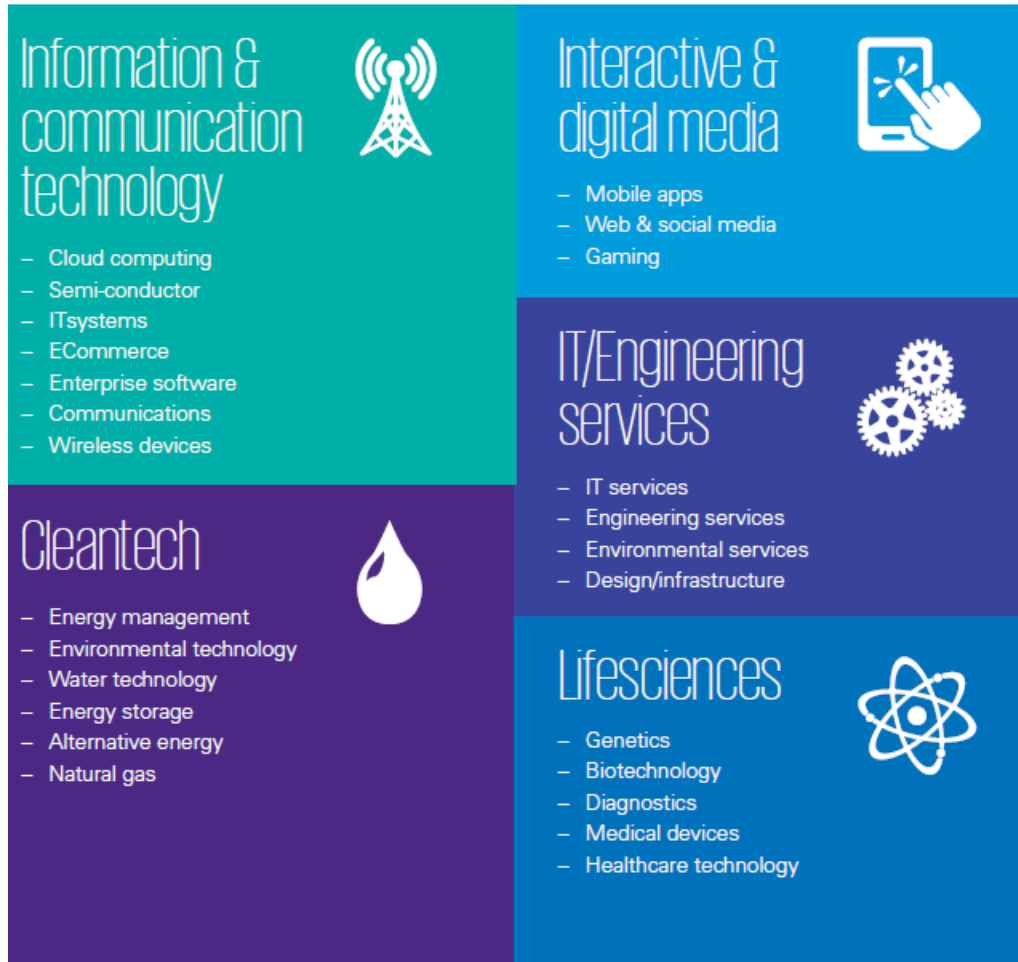 Information &
communication
technology
– Cloud computing
– Semi-conductor
– ITsystems
– ECommerce
– Enterprise software
– Communications
– Wireless devices
Cleantech
– Energy management
– Environmental technology
– Water technology
– Energy storage
– Alternative energy
– Natural gas
Interactive &
digital media
– Mobile apps
– Web & social media
– Gaming
IT/Engineering
services
– IT services
– Engineering services
– Environmental services
– Design/infrastructure
Lifesciences
– Genetics
– Biotechnology
– Diagnostics
– Medical devices
– Healthcare technology